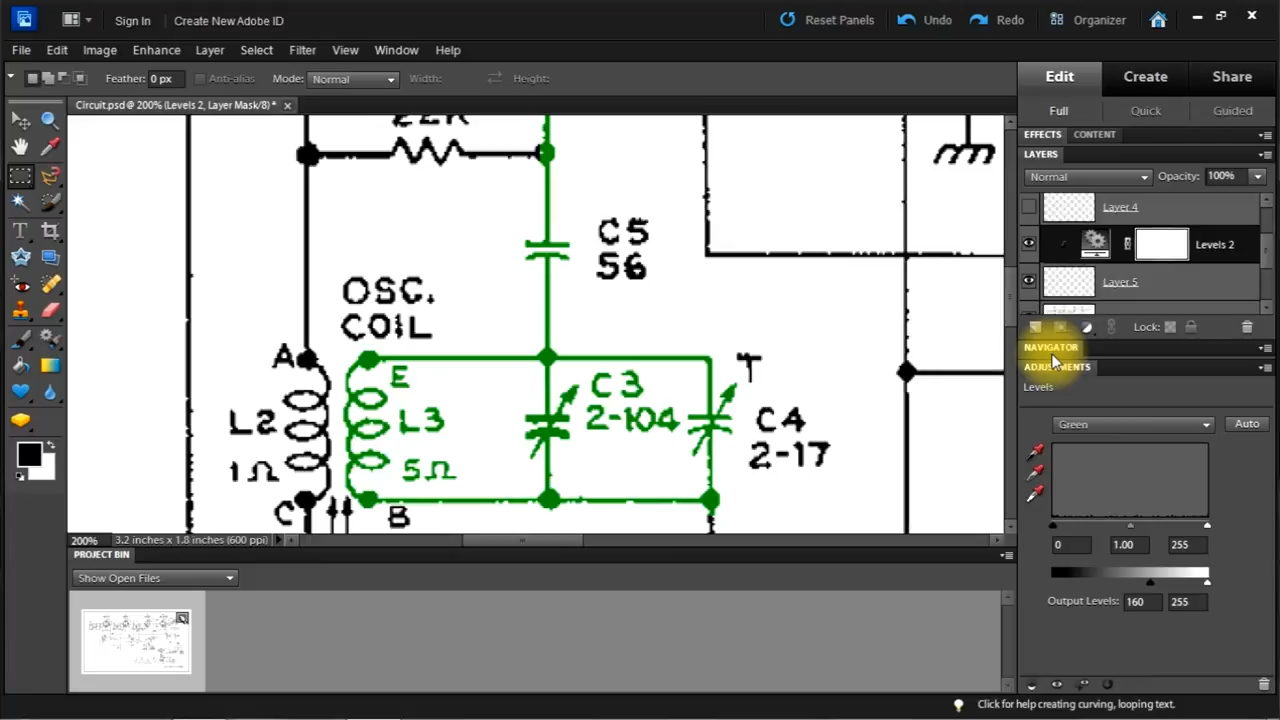 Sign In
Create New Adobe ID
Reset Panels
Undo
Redo
Organizer
File Edit Image Enhance Layer Select Filter View Window Help
Feather: 0 px
Anti-alias
Mode: Normal
Width:
Height:
Edit
Create
Share
Circuit.psd @ 200% (Levels 2, Layer Mask/8) *
Full
Quick
Guided
EFFECTS CONTENT
LAYERS
Normal
Opacity: 100%
Layer 4
Levels 2
Layer 5
Lock:
NAVIGATOR
ADJUSTMENTS
Levels
Green
Auto
0 1.00 255
Output Levels: 160 255
22K
C5
56
OSC.
COIL
A
E
C3
T
L2
L3
2-104
C4
1Ω
5Ω
2-17
C
B
200% 3.2 inches x 1.8 inches (600 ppi)
PROJECT BIN
Show Open Files
Click for help creating curving, looping text.